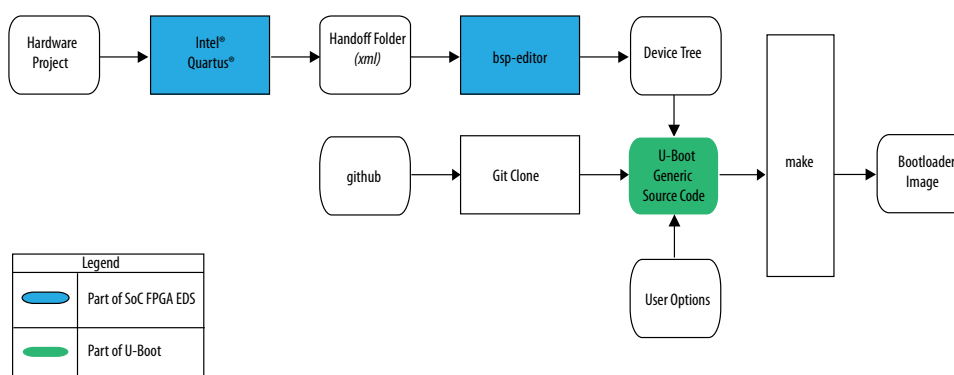 Hardware
Project
Intel®
Quartus®
Handoff Folder
(xml)
bsp-editor
Device Tree
github
Git Clone
U-Boot
Generic
Source Code
make
Bootloader
Image
User Options
Legend
Part of SoC FPGA EDS
Part of U-Boot